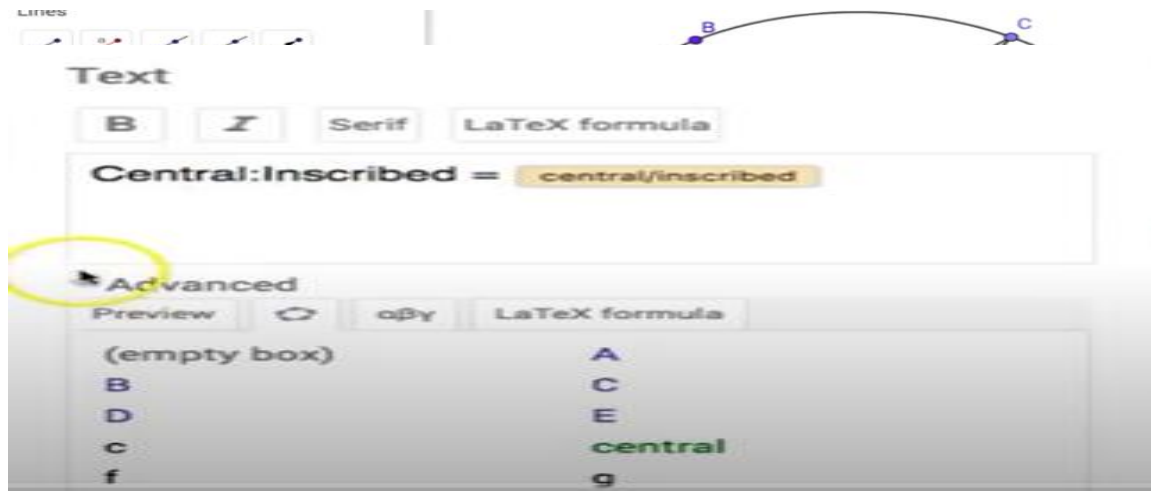 Lines
B C
Text
B I Serif LaTeX formula
Central:Inscribed = central/inscribed
Advanced
Preview αβγ LaTeX formula
(empty box) A
B C
D E
c central
f g